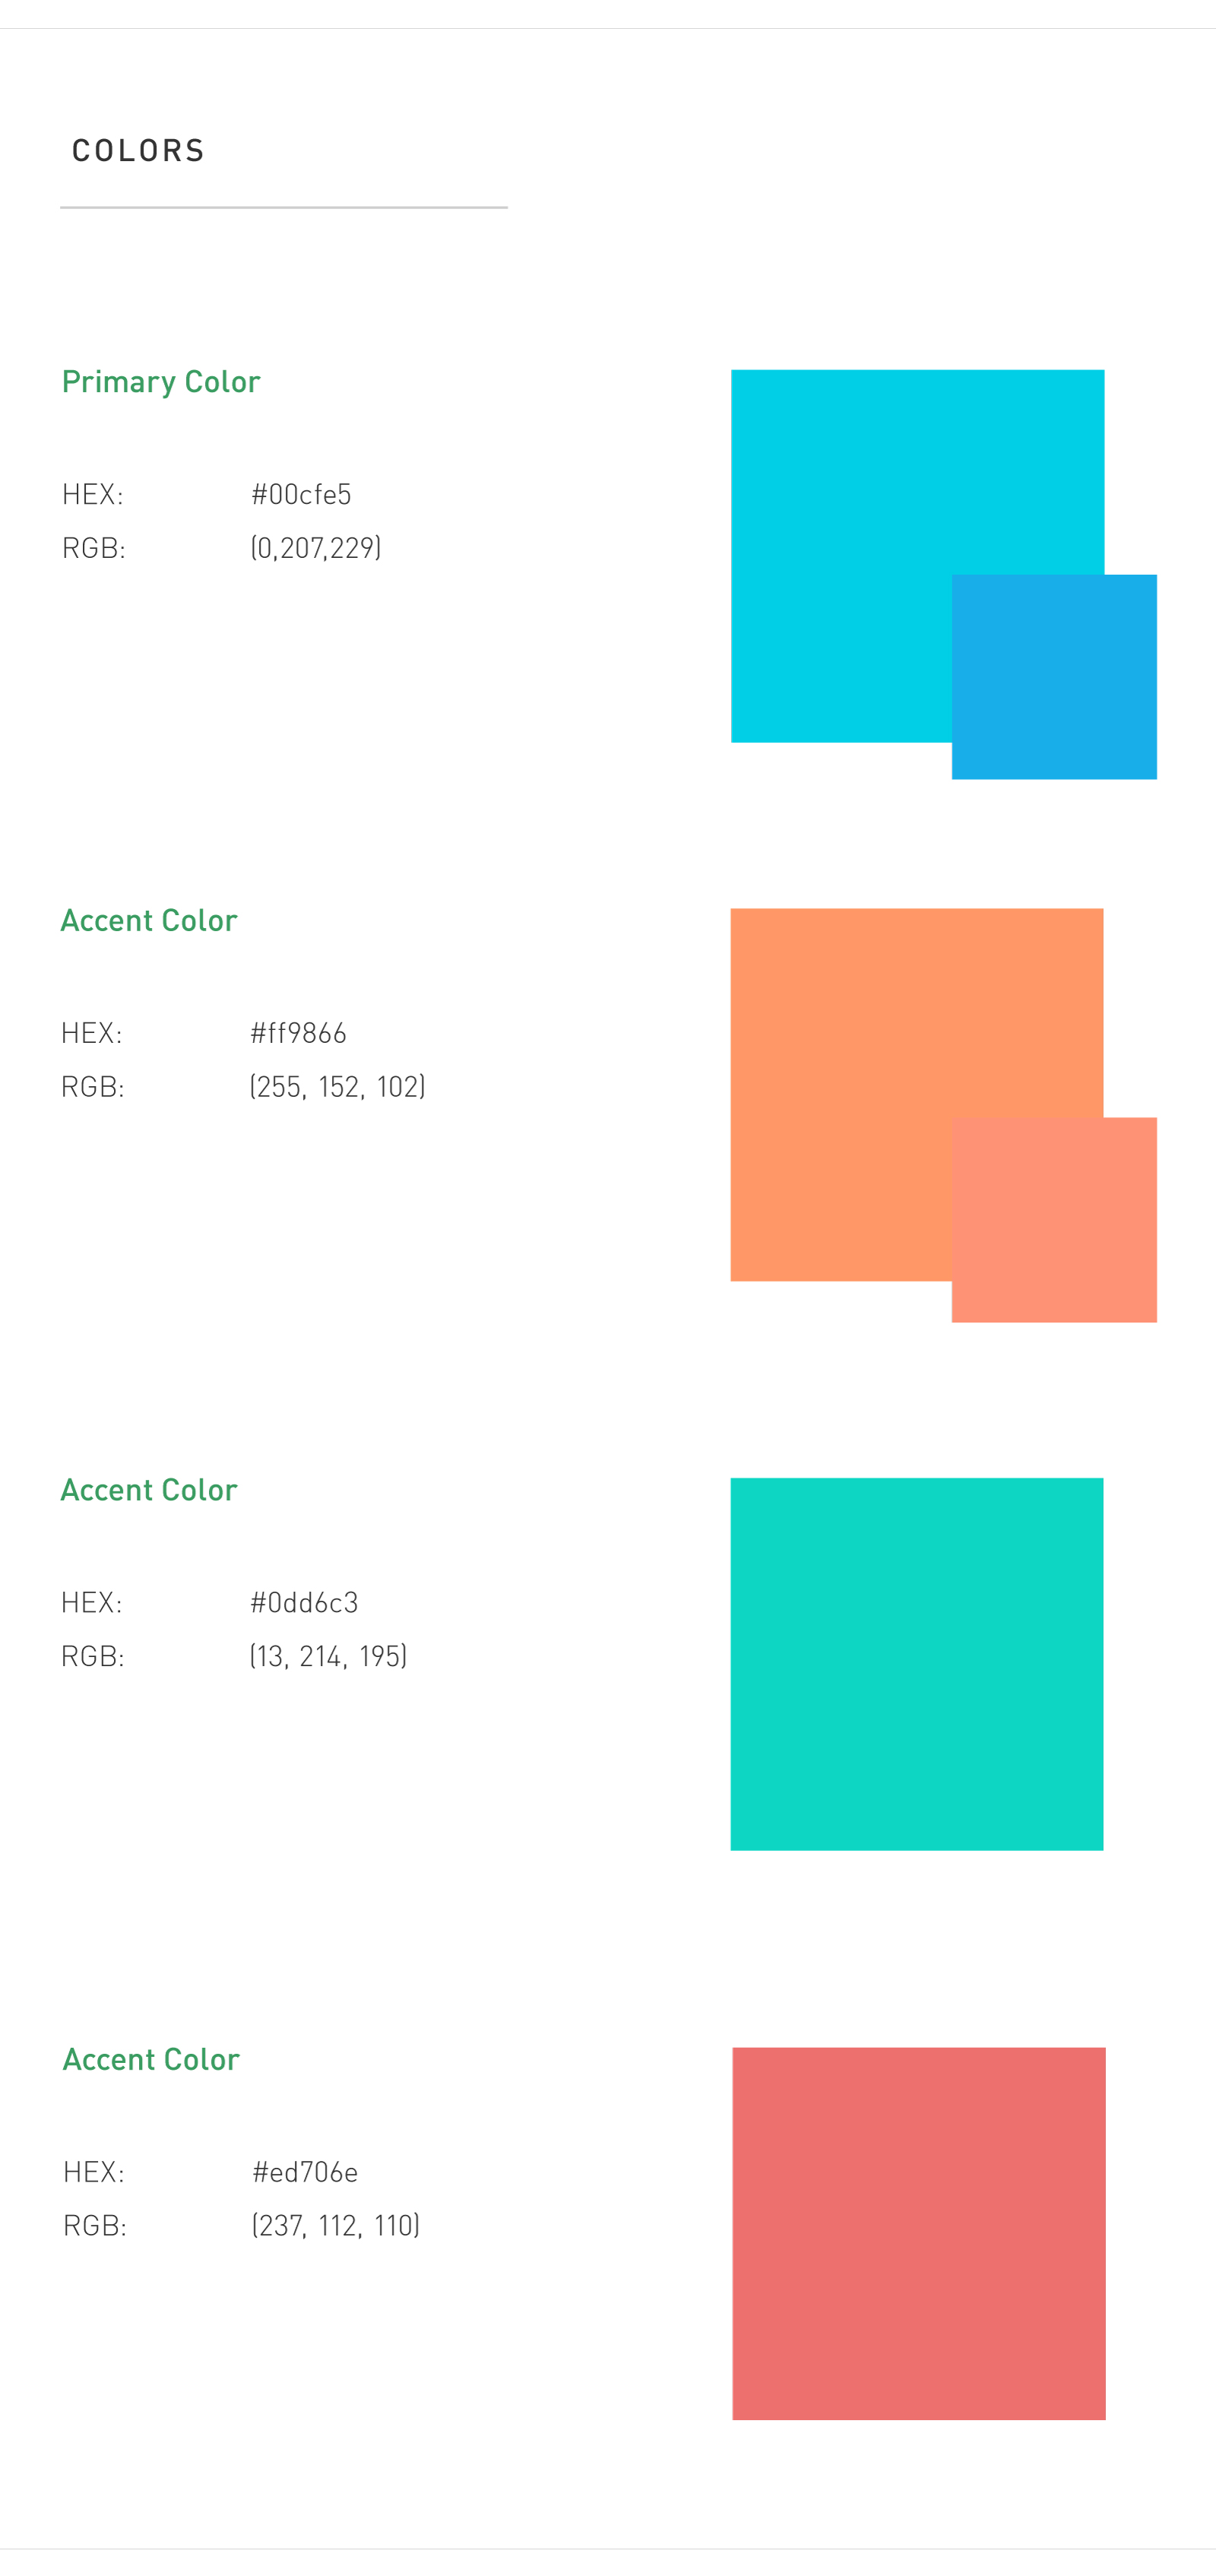 COLORS
Primary Color
HEX: #00cfe5
RGB: (0,207,229)
Accent Color
HEX: #ff9866
RGB: (255, 152, 102)
Accent Color
HEX: #0dd6c3
RGB: (13, 214, 195)
Accent Color
HEX: #ed706e
RGB: (237, 112, 110)